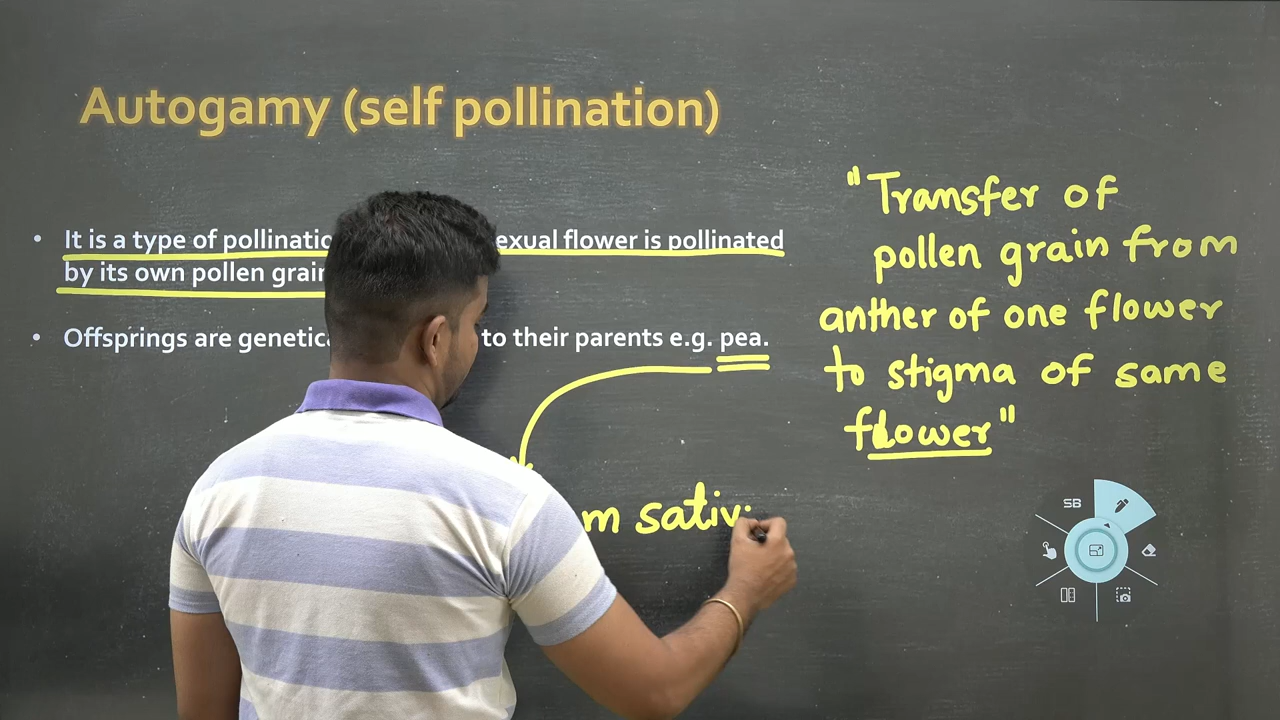 Autogamy (self pollination)
• It is a type of pollinatio exual flower is pollinated
by its own pollen grain
• Offsprings are genetica to their parents e.g. pea.
"Transfer of
pollen grain from
anther of one flower
to stigma of same
flower"
m sativ
SB